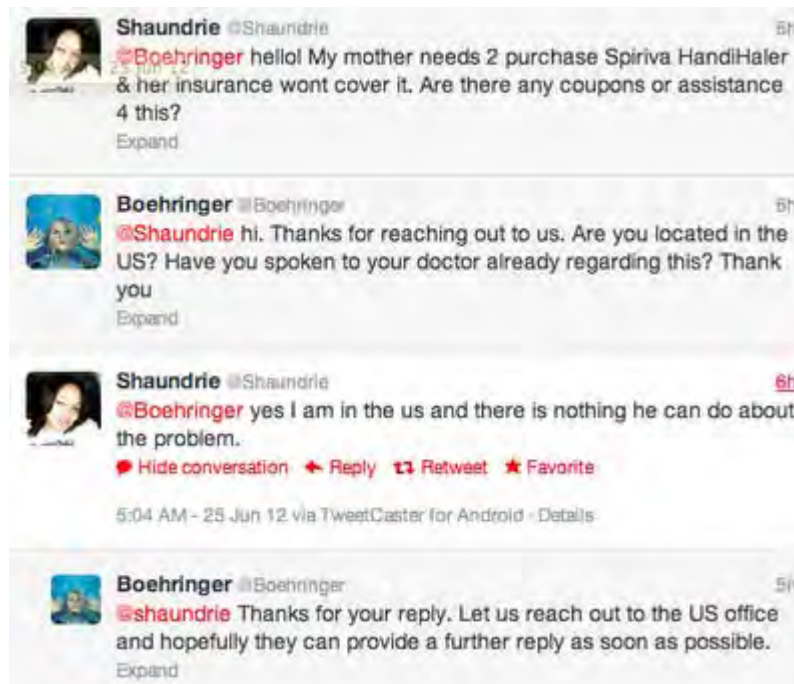 Shaundrie @Shaundrie
@Boehringer hello! My mother needs 2 purchase Spiriva HandiHaler
& her insurance wont cover it. Are there any coupons or assistance
4 this?
Expand
Boehringer @Boehringer
@Shaundrie hi. Thanks for reaching out to us. Are you located in the
US? Have you spoken to your doctor already regarding this? Thank
you
Expand
Shaundrie @Shaundrie 6h
@Boehringer yes I am in the us and there is nothing he can do about
the problem.
Hide conversation Reply Retweet Favorite
5:04 AM - 25 Jun 12 via TweetCaster for Android · Details
Boehringer @Boehringer
@shaundrie Thanks for your reply. Let us reach out to the US office
and hopefully they can provide a further reply as soon as possible.
Expand